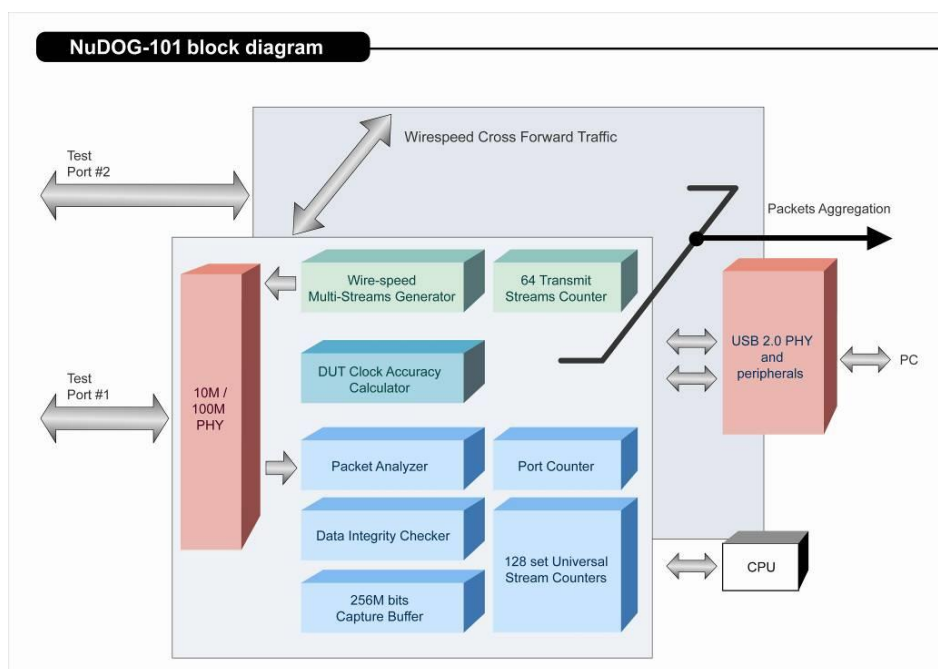 NuDOG-101 block diagram
Wirespeed Cross Forward Traffic
Test
Port #2
Packets Aggregation
Wire-speed
Multi-Streams Generator
64 Transmit
Streams Counter
USB 2.0 PHY
and
peripherals
PC
DUT Clock Accuracy
Calculator
Test
Port #1
10M /
100M
PHY
Packet Analyzer
Port Counter
Data Integrity Checker
128 set Universal
Stream Counters
CPU
256M bits
Capture Buffer